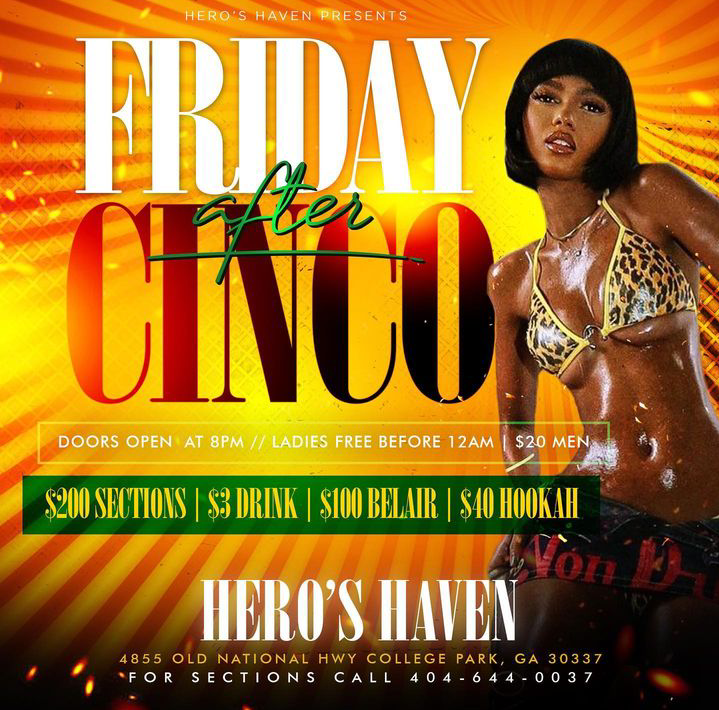 HERO'S HAVEN PRESENTS
FRIDAY
after
CINCO
DOORS OPEN AT 8PM // LADIES FREE BEFORE 12AM | $20 MEN
$200 SECTIONS | $3 DRINK | $100 BELAIR | $40 HOOKAH
Von
HERO'S HAVEN
4855 OLD NATIONAL HWY COLLEGE PARK, GA 30337
FOR SECTIONS CALL 404-644-0037